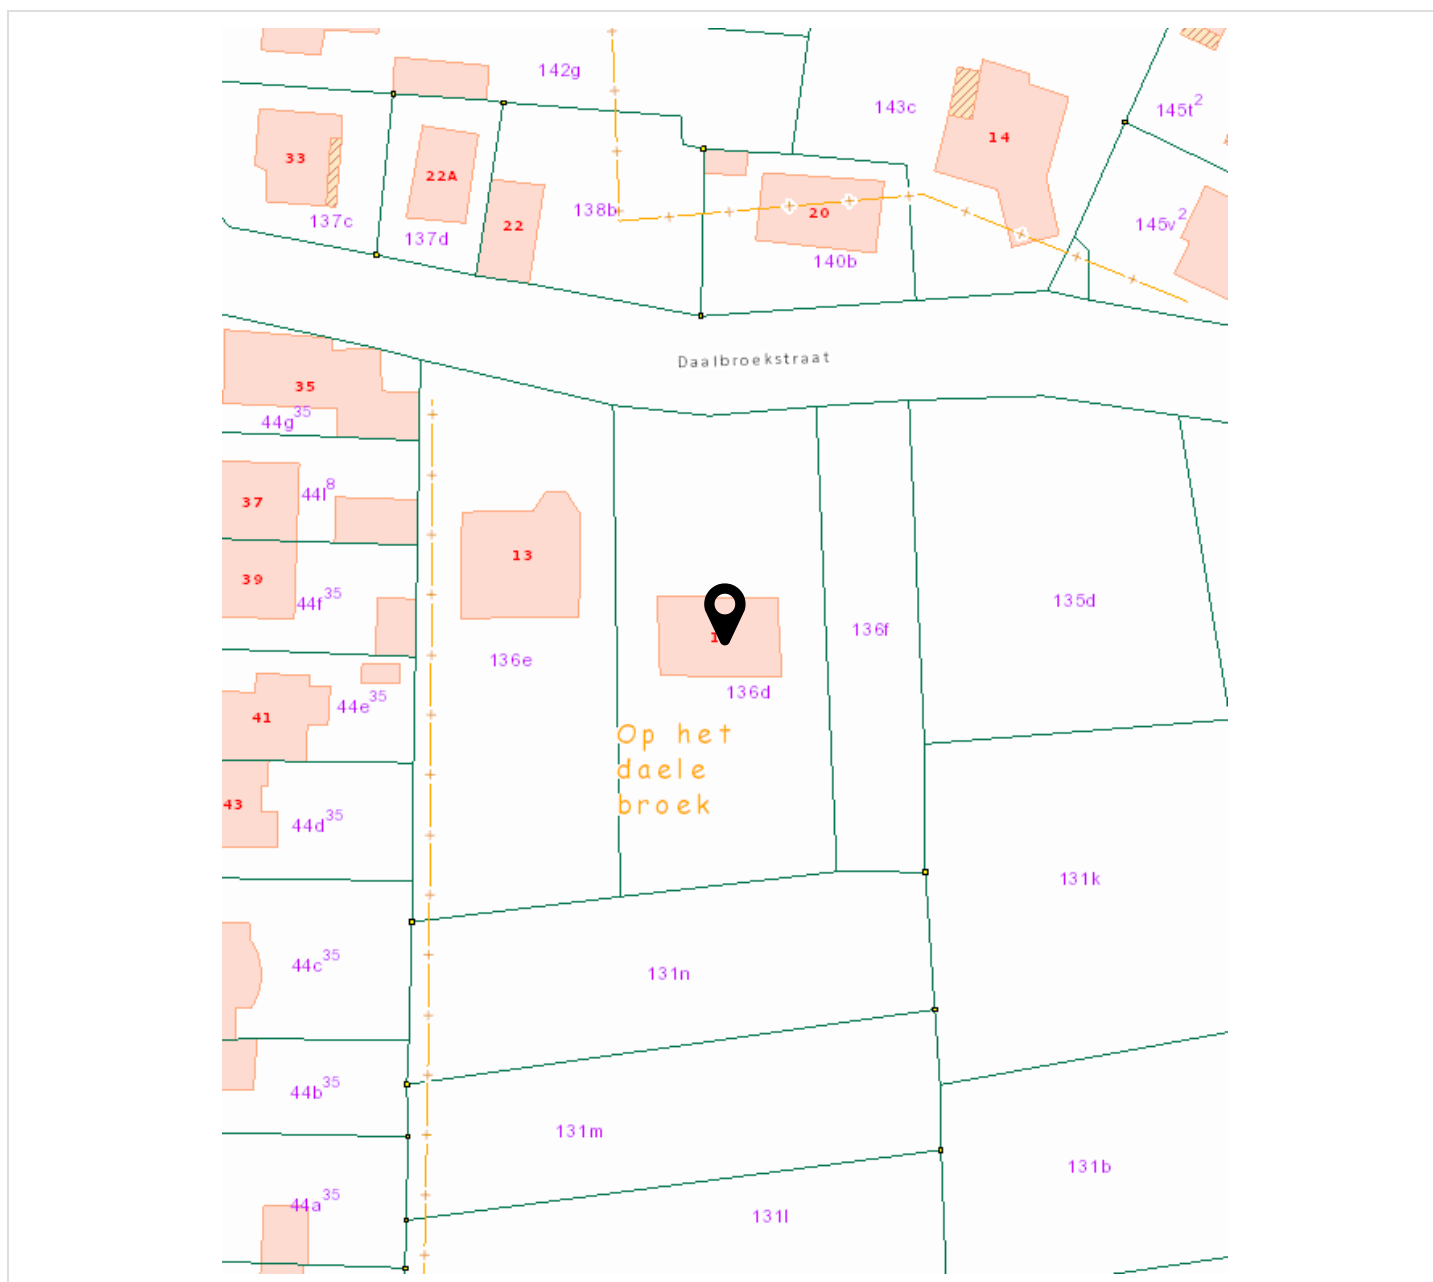 142g
143c
145t²
14
33
22A
137c
137d
22
138b
20
145v²
140b
Daalbroekstraat
35
44g³⁵
37
44l⁸
13
39
44f³⁵
135d
136f
136e
136d
44e³⁵
41
Op het
daele
broek
43
44d³⁵
131k
44c³⁵
131n
44b³⁵
131m
131b
44a³⁵
131l